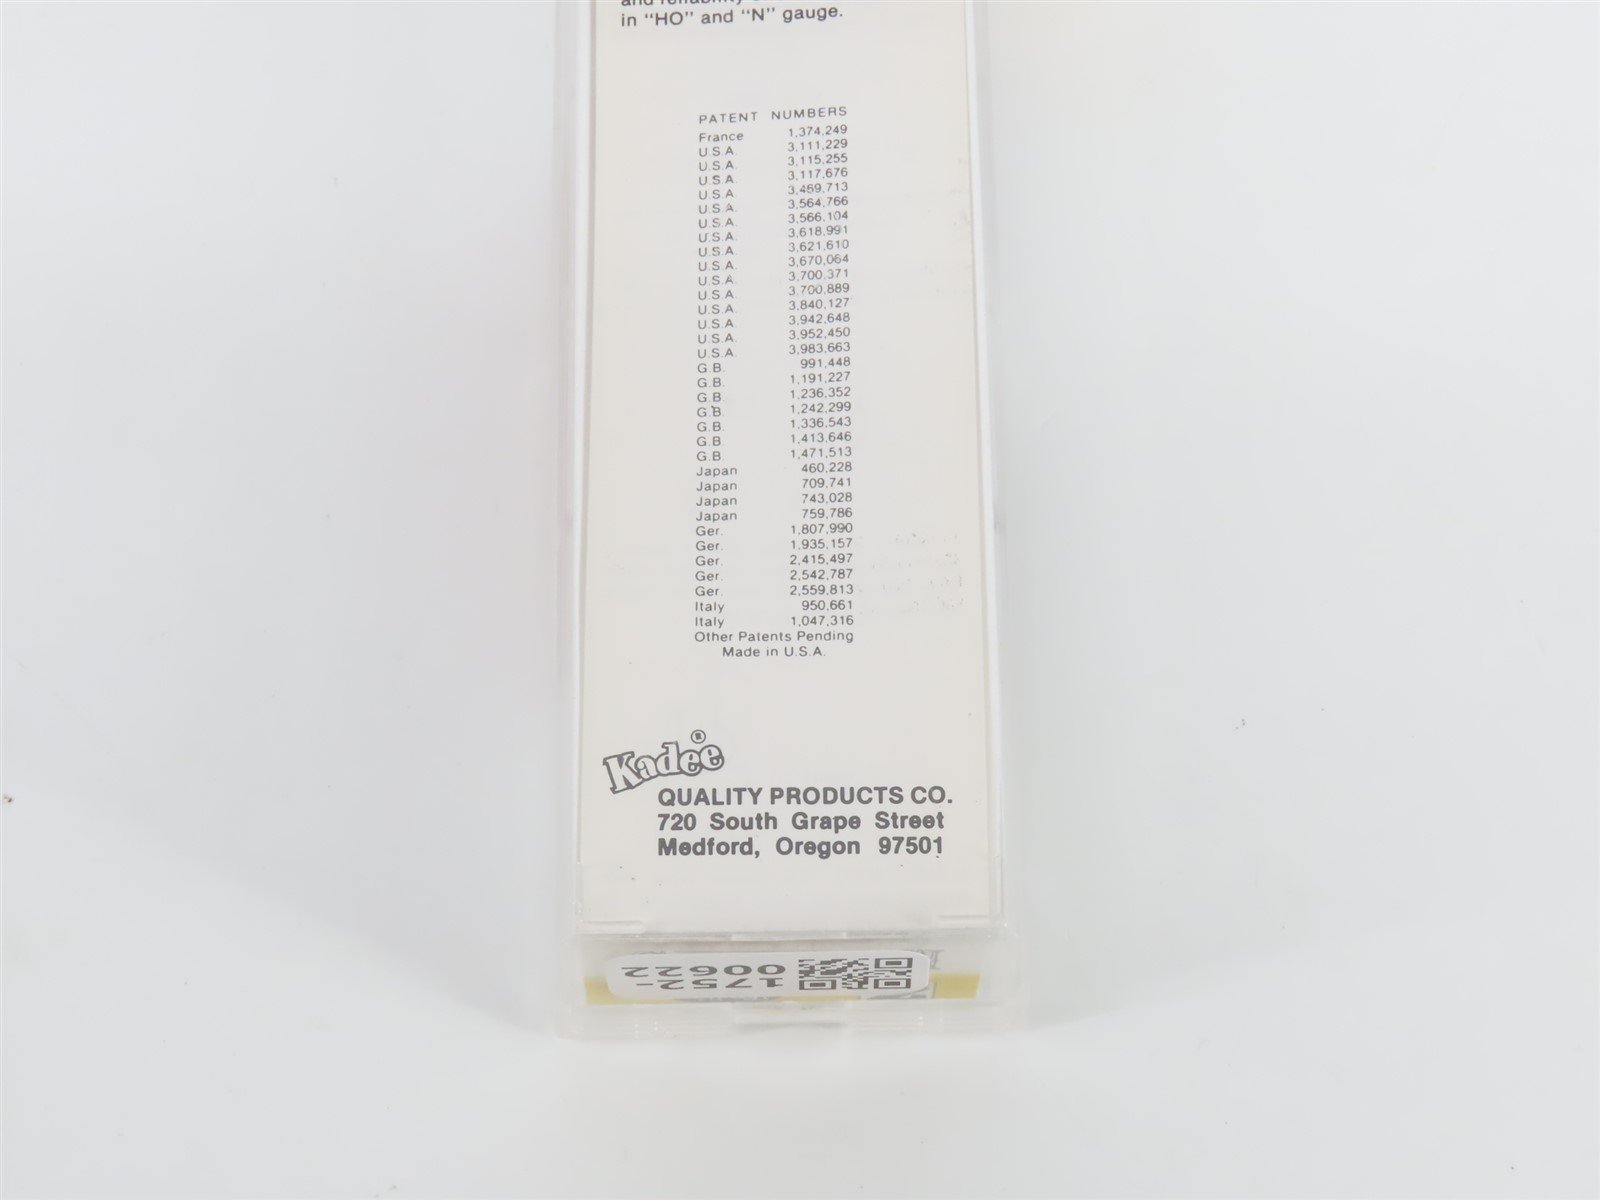 and reliability
in "HO" and "N" gauge.
PATENT NUMBERS
France 1,374,249
U.S.A. 3,111,229
U.S.A. 3,115,255
U.S.A. 3,117,676
U.S.A. 3,469,713
U.S.A. 3,564,766
U.S.A. 3,566,104
U.S.A. 3,618,991
U.S.A. 3,621,610
U.S.A. 3,670,064
U.S.A. 3,700,371
U.S.A. 3,700,889
U.S.A. 3,840,127
U.S.A. 3,942,648
U.S.A. 3,952,450
U.S.A. 3,983,663
G.B. 991,448
G.B. 1,191,227
G.B. 1,236,352
G.B. 1,242,299
G.B. 1,336,543
G.B. 1,413,646
G.B. 1,471,513
Japan 460,228
Japan 709,741
Japan 743,028
Japan 759,786
Ger. 1,807,990
Ger. 1,935,157
Ger. 2,415,497
Ger. 2,542,787
Ger. 2,559,813
Italy 950,661
Italy 1,047,316
Other Patents Pending
Made in U.S.A.
Kadee®
QUALITY PRODUCTS CO.
720 South Grape Street
Medford, Oregon 97501
1752-
00622